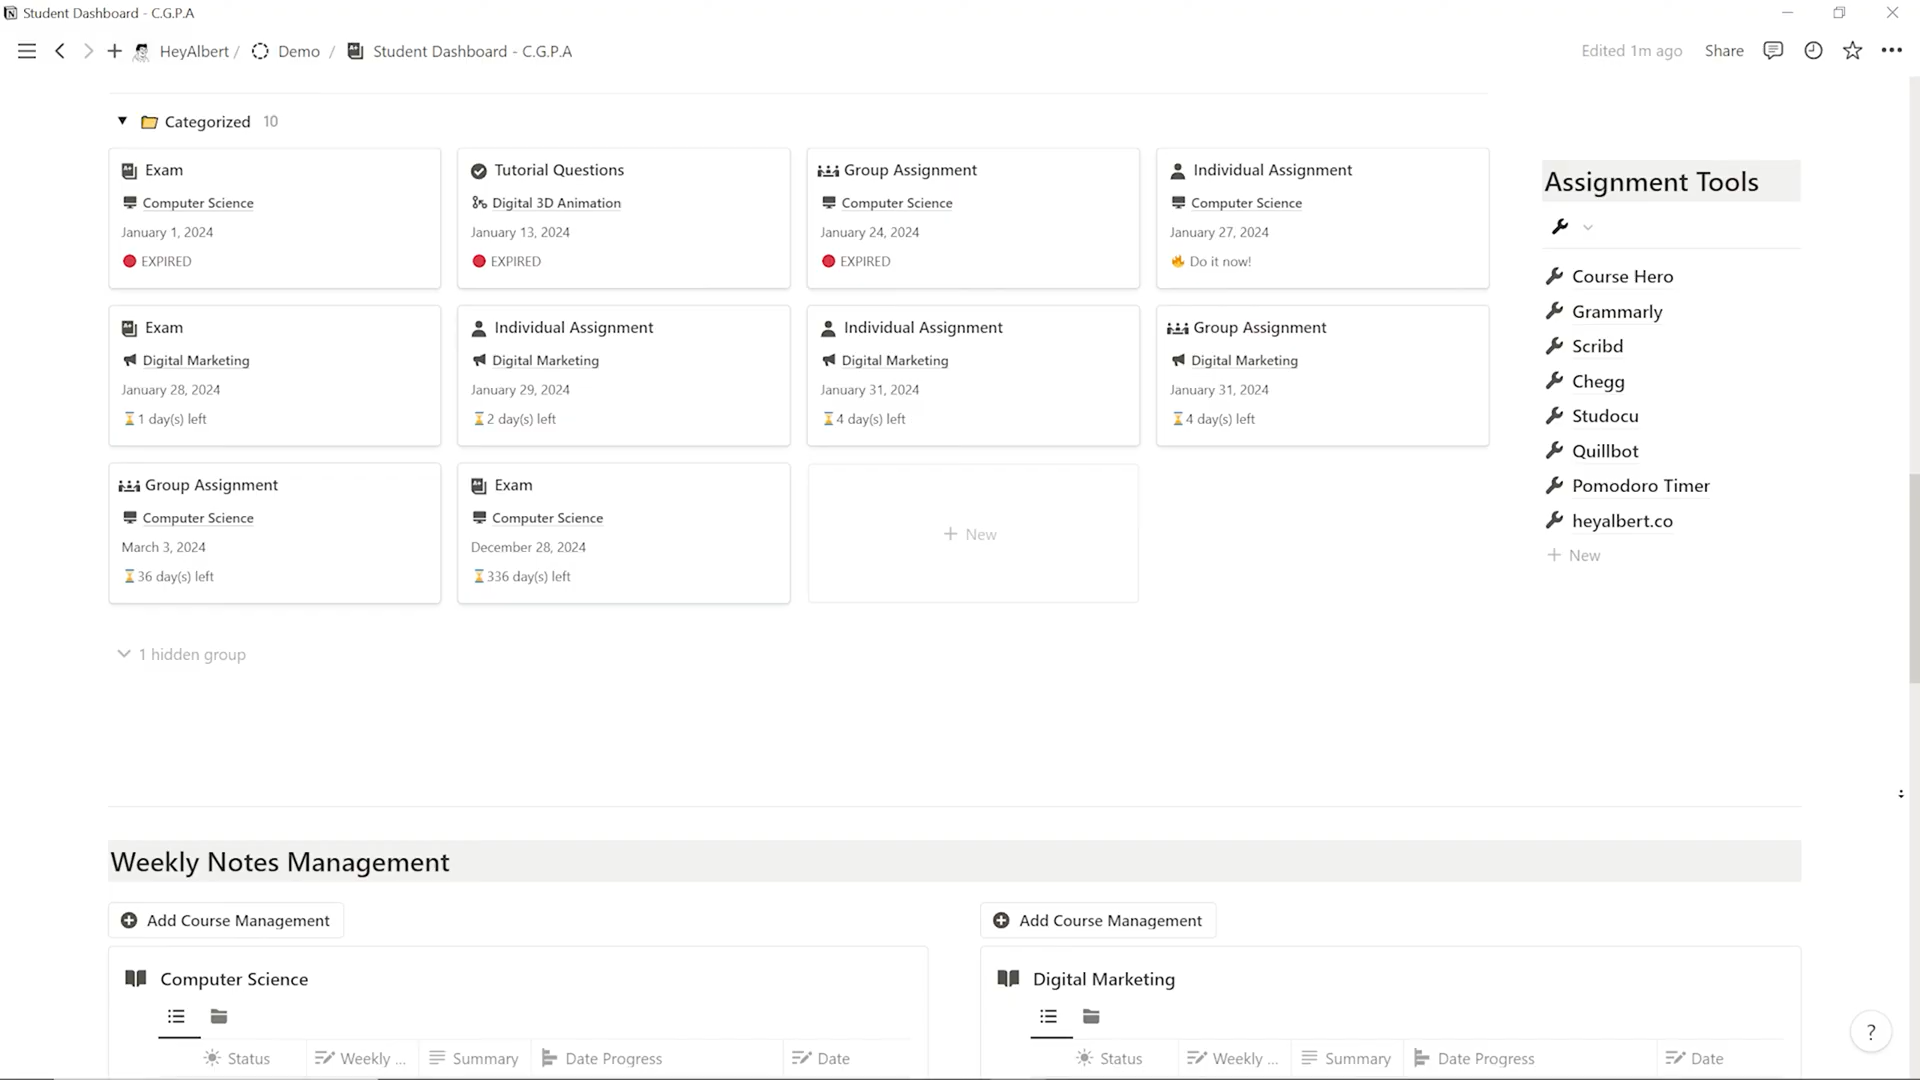 Student Dashboard - C.G.P.A
HeyAlbert / Demo / Student Dashboard - C.G.P.A
Edited 1m ago Share
Categorized 10
Exam
Computer Science
January 1, 2024
EXPIRED
Tutorial Questions
Digital 3D Animation
January 13, 2024
EXPIRED
Group Assignment
Computer Science
January 24, 2024
EXPIRED
Individual Assignment
Computer Science
January 27, 2024
Do it now!
Exam
Digital Marketing
January 28, 2024
1 day(s) left
Individual Assignment
Digital Marketing
January 29, 2024
2 day(s) left
Individual Assignment
Digital Marketing
January 31, 2024
4 day(s) left
Group Assignment
Digital Marketing
January 31, 2024
4 day(s) left
Group Assignment
Computer Science
March 3, 2024
36 day(s) left
Exam
Computer Science
December 28, 2024
336 day(s) left
+ New
1 hidden group
Assignment Tools
Course Hero
Grammarly
Scribd
Chegg
Studocu
Quillbot
Pomodoro Timer
heyalbert.co
+ New
Weekly Notes Management
Add Course Management
Computer Science
Status Weekly ... Summary Date Progress Date
Add Course Management
Digital Marketing
Status Weekly ... Summary Date Progress Date
?